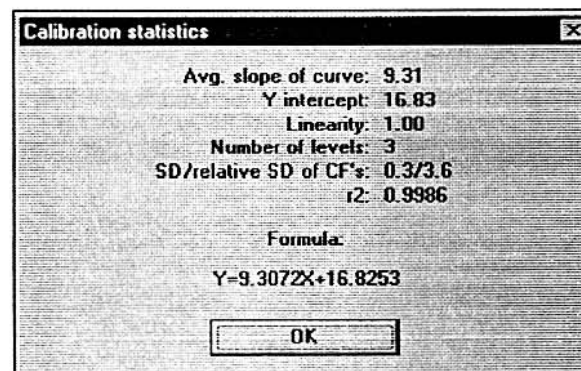 Calibration statistics
Avg. slope of curve: 9.31
Y intercept: 16.83
Linearity: 1.00
Number of levels: 3
SD/relative SD of CF's: 0.3/3.6
r2: 0.9986
Formula:
Y=9.3072X+16.8253
OK